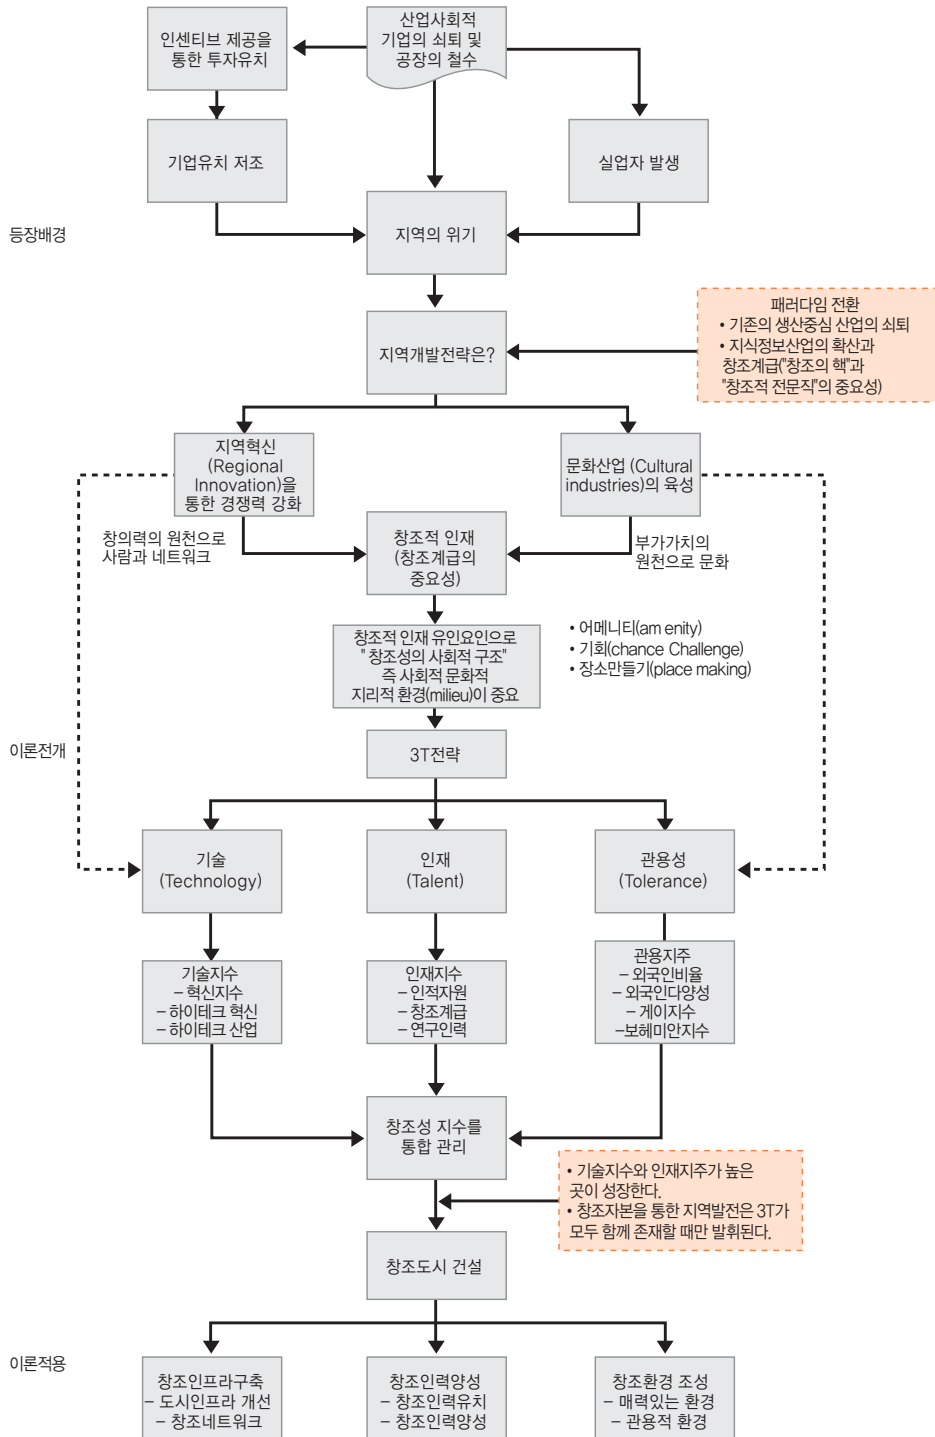 산업사회적
기업의 쇠퇴 및
공장의 철수
인센티브 제공을
통한 투자유치
기업유치 저조
실업자 발생
등장배경
지역의 위기
패러다임 전환
• 기존의 생산중심 산업의 쇠퇴
• 지식정보산업의 확산과
창조계급("창조의 핵"과
"창조적 전문직"의 중요성)
지역개발전략은?
지역혁신
(Regional
Innovation)을
통한 경쟁력 강화
문화산업 (Cultural
industries)의 육성
창의력의 원천으로
사람과 네트워크
창조적 인재
(창조계급의
중요성)
부가가치의
원천으로 문화
창조적 인재 유인요인으로
" 창조성의 사회적 구조"
즉 사회적 문화적
지리적 환경(milieu)이 중요
• 어메니티(am enity)
• 기회(chance Challenge)
• 장소만들기(place making)
이론전개
3T전략
기술
(Technology)
인재
(Talent)
관용성
(Tolerance)
기술지수
– 혁신지수
– 하이테크 혁신
– 하이테크 산업
인재지수
– 인적자원
– 창조계급
– 연구인력
관용지주
– 외국인비율
– 외국인다양성
– 게이지수
–보헤미안지수
창조성 지수를
통합 관리
• 기술지수와 인재지주가 높은
곳이 성장한다.
• 창조자본을 통한 지역발전은 3T가
모두 함께 존재할 때만 발휘된다.
창조도시 건설
이론적용
창조인프라구축
– 도시인프라 개선
– 창조네트워크
창조인력양성
– 창조인력유치
– 창조인력양성
창조환경 조성
– 매력있는 환경
– 관용적 환경